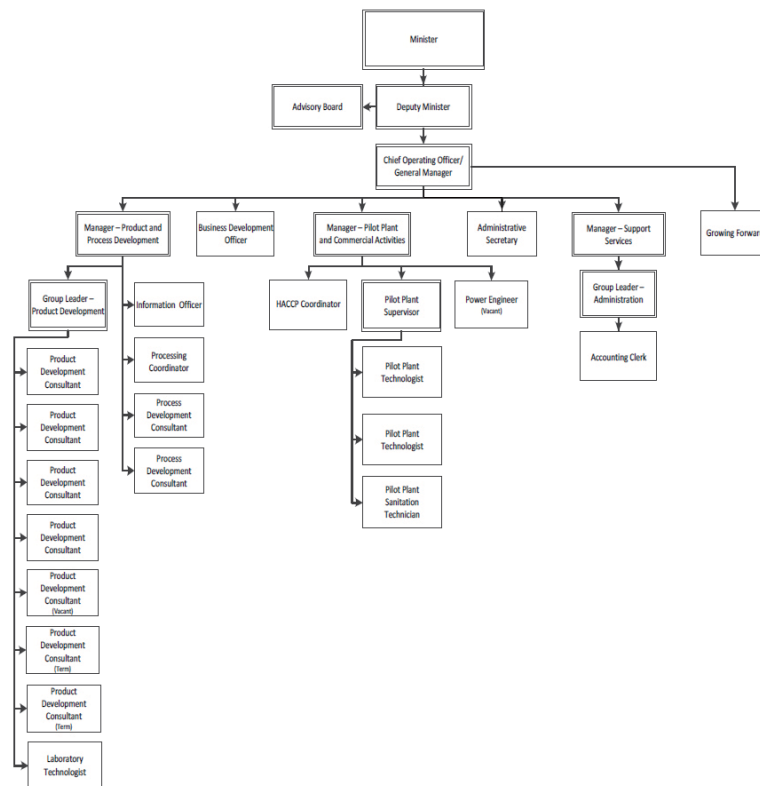 Minister
Advisory Board
Deputy Minister
Chief Operating Officer/
General Manager
Manager – Product and
Process Development
Business Development
Officer
Manager – Pilot Plant
and Commercial Activities
Administrative
Secretary
Manager – Support
Services
Growing Forward
Group Leader –
Product Development
Information Officer
HACCP Coordinator
Pilot Plant
Supervisor
Power Engineer
(Vacant)
Group Leader –
Administration
Product
Development
Consultant
Processing
Coordinator
Pilot Plant
Technologist
Accounting Clerk
Product
Development
Consultant
Process
Development
Consultant
Pilot Plant
Technologist
Product
Development
Consultant
Process
Development
Consultant
Pilot Plant
Sanitation
Technician
Product
Development
Consultant
Product
Development
Consultant
(Vacant)
Product
Development
Consultant
(Term)
Product
Development
Consultant
(Term)
Laboratory
Technologist